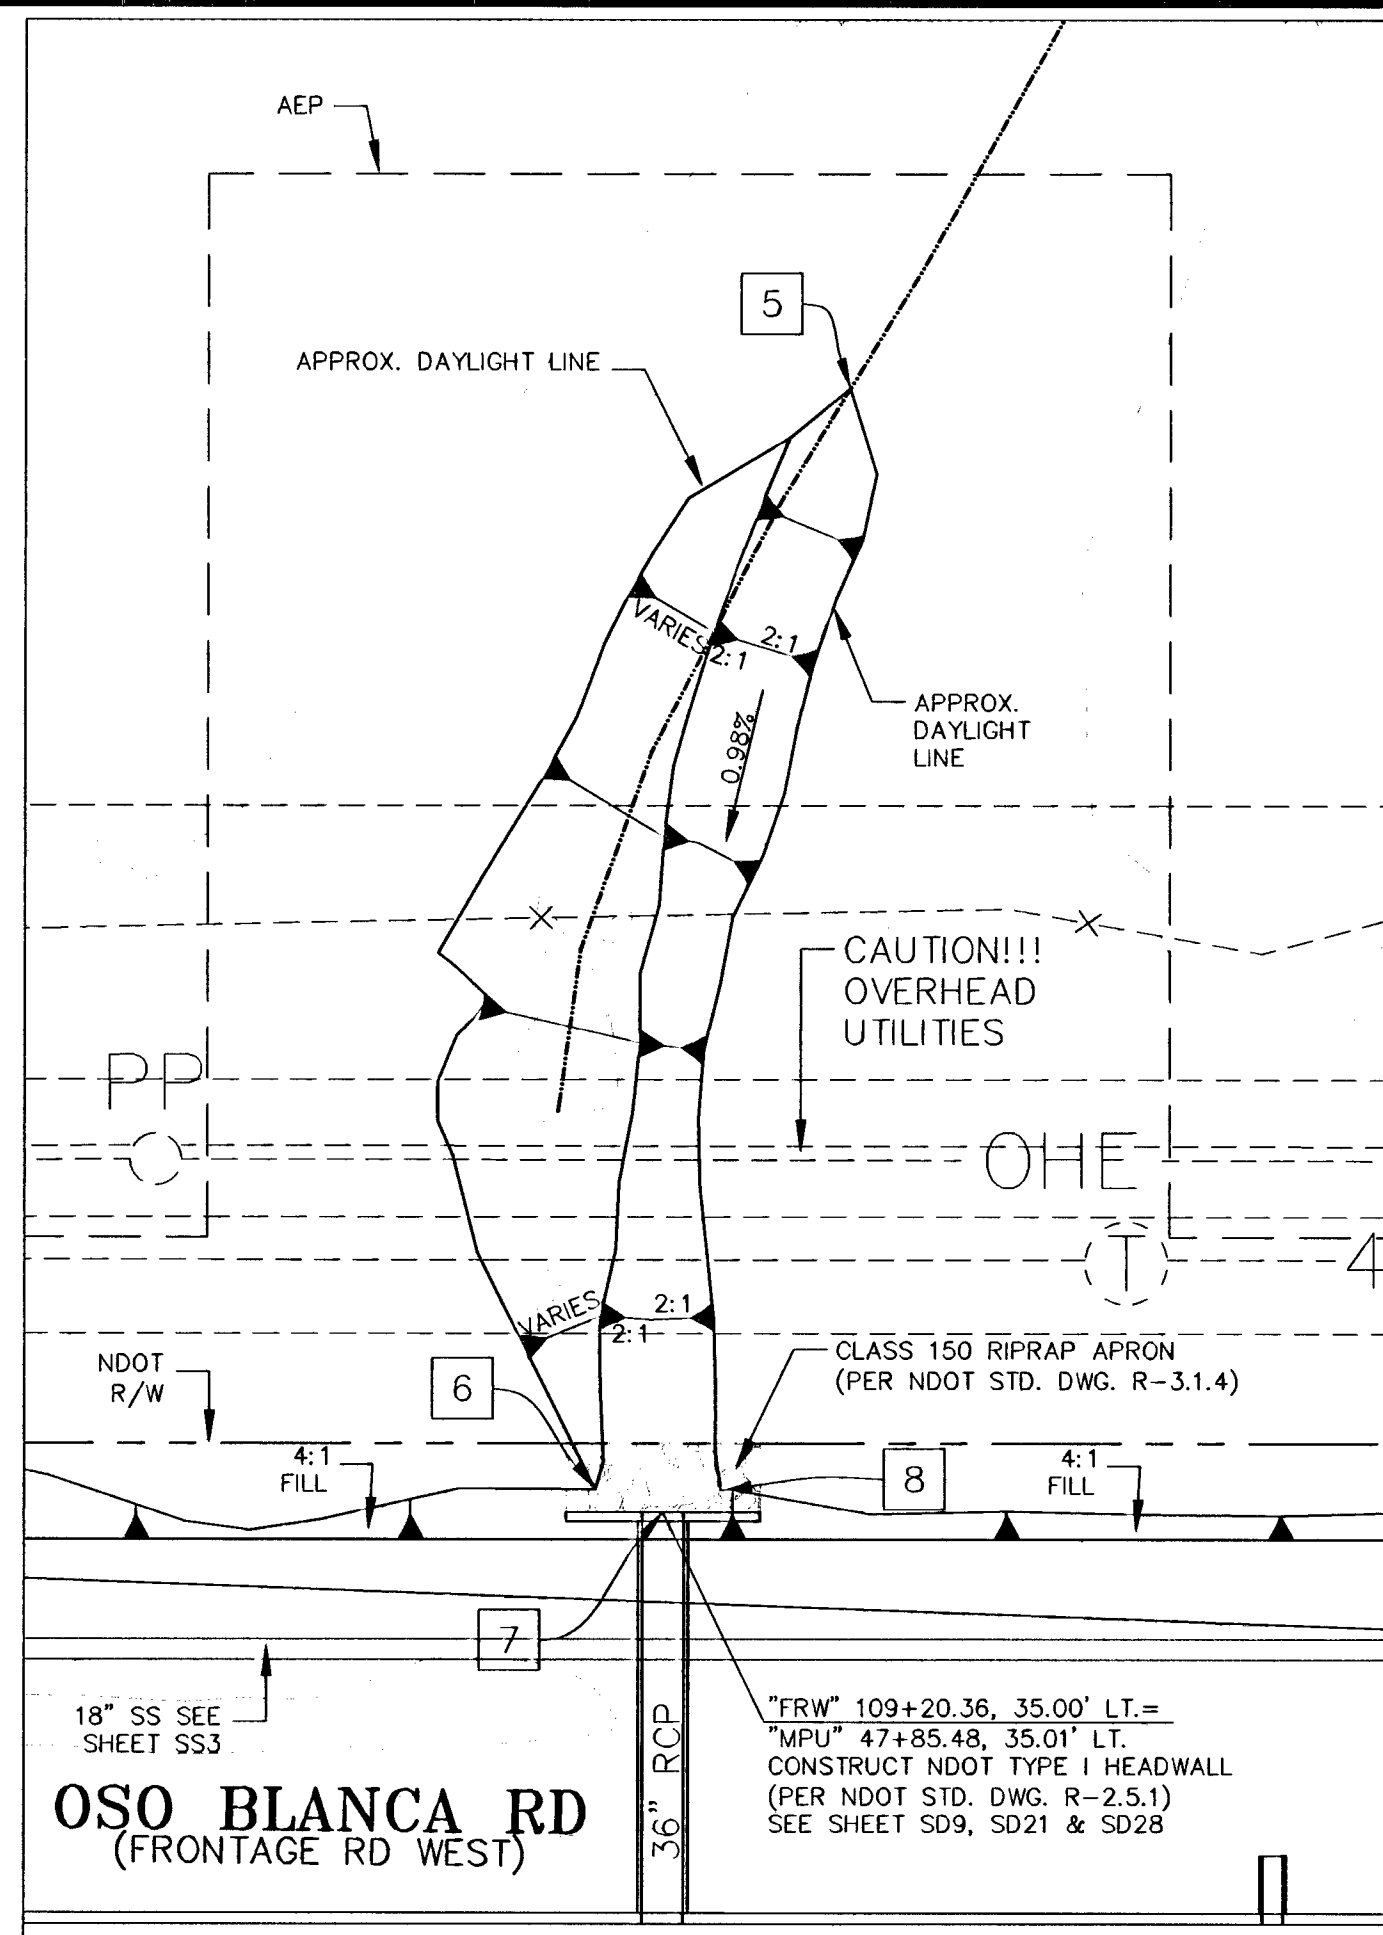 AEP
5
APPROX. DAYLIGHT LINE
VARIES
2:1
2:1
0.98%
APPROX.
DAYLIGHT
LINE
CAUTION!!!
OVERHEAD
UTILITIES
PP
OHE
T
4
VARIES
2:1
2:1
NDOT
R/W
6
CLASS 150 RIPRAP APRON
(PER NDOT STD. DWG. R-3.1.4)
4:1
FILL
8
4:1
FILL
7
18" SS SEE
SHEET SS3
36" RCP
"FRW" 109+20.36, 35.00' LT.=
"MPU" 47+85.48, 35.01' LT.
CONSTRUCT NDOT TYPE I HEADWALL
(PER NDOT STD. DWG. R-2.5.1)
SEE SHEET SD9, SD21 & SD28
OSO BLANCA RD
(FRONTAGE RD WEST)